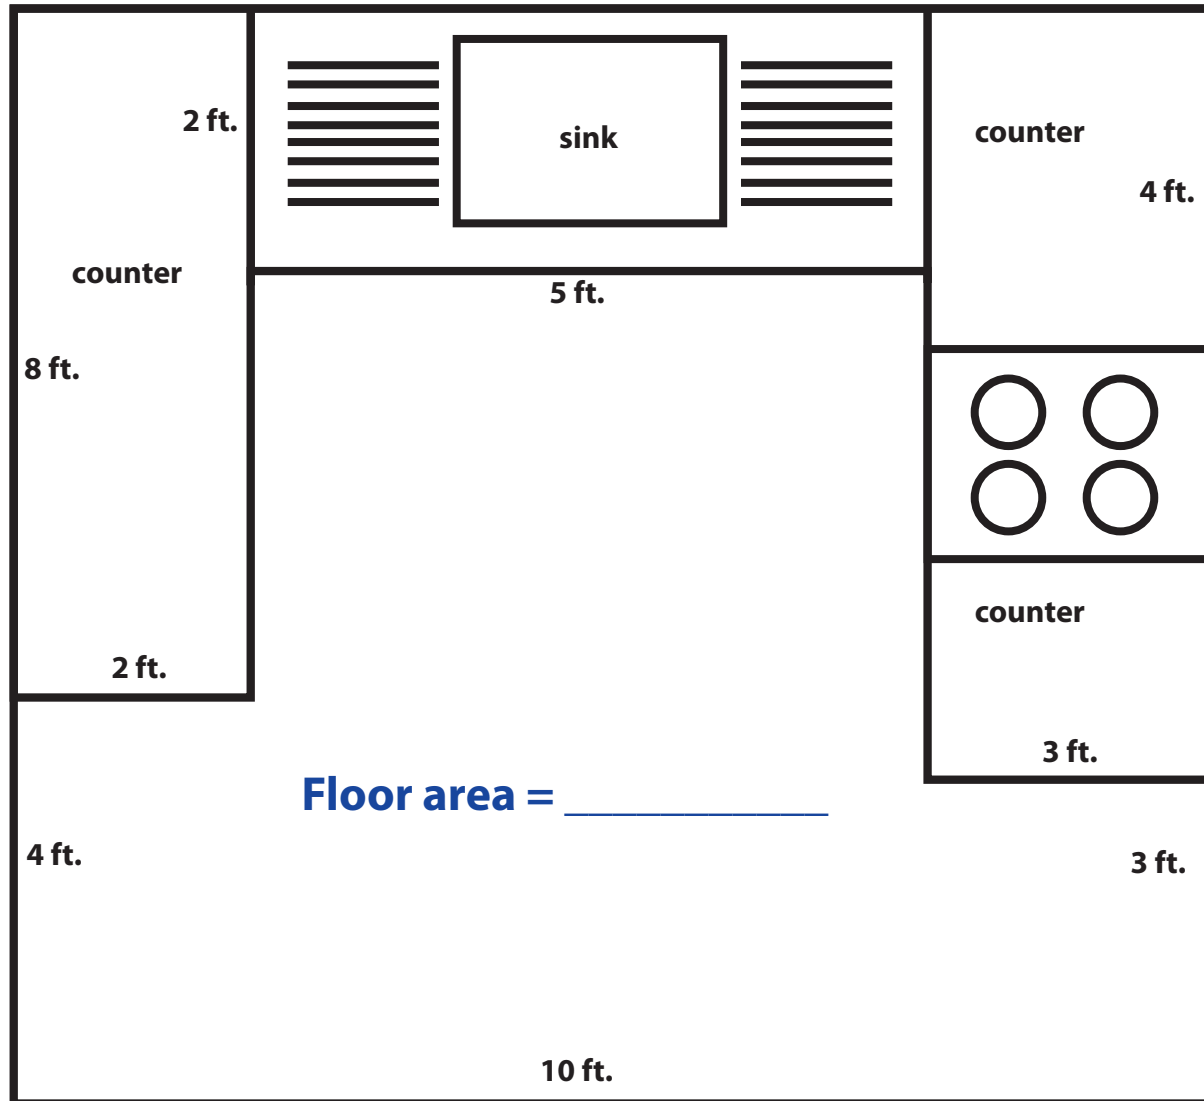 2 ft.
sink
counter
4 ft.
counter
5 ft.
8 ft.
counter
2 ft.
3 ft.
Floor area = ___________
4 ft.
3 ft.
10 ft.